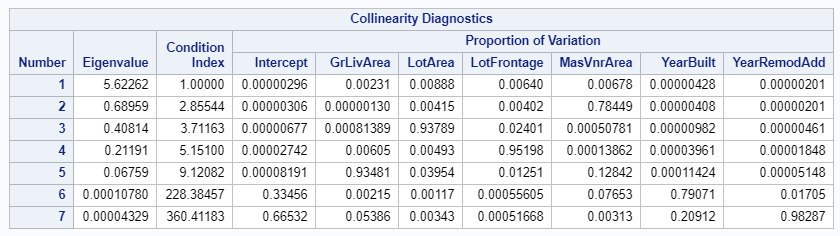 Collinearity Diagnostics
Number Eigenvalue Condition Index Proportion of Variation
Intercept GrLivArea LotArea LotFrontage MasVnrArea YearBuilt YearRemodAdd
1 5.62262 1.00000 0.00000296 0.00231 0.00888 0.00640 0.00678 0.00000428 0.00000201
2 0.68959 2.85544 0.00000306 0.00000130 0.00415 0.00402 0.78449 0.00000408 0.00000201
3 0.40814 3.71163 0.00000677 0.00081389 0.93789 0.02401 0.00050781 0.00000982 0.00000461
4 0.21191 5.15100 0.00002742 0.00605 0.00493 0.95198 0.00013862 0.00003961 0.00001848
5 0.06759 9.12082 0.00008191 0.93481 0.03954 0.01251 0.12842 0.00011424 0.00005148
6 0.00010780 228.38457 0.33456 0.00215 0.00117 0.00055605 0.07653 0.79071 0.01705
7 0.00004329 360.41183 0.66532 0.05386 0.00343 0.00051668 0.00313 0.20912 0.98287